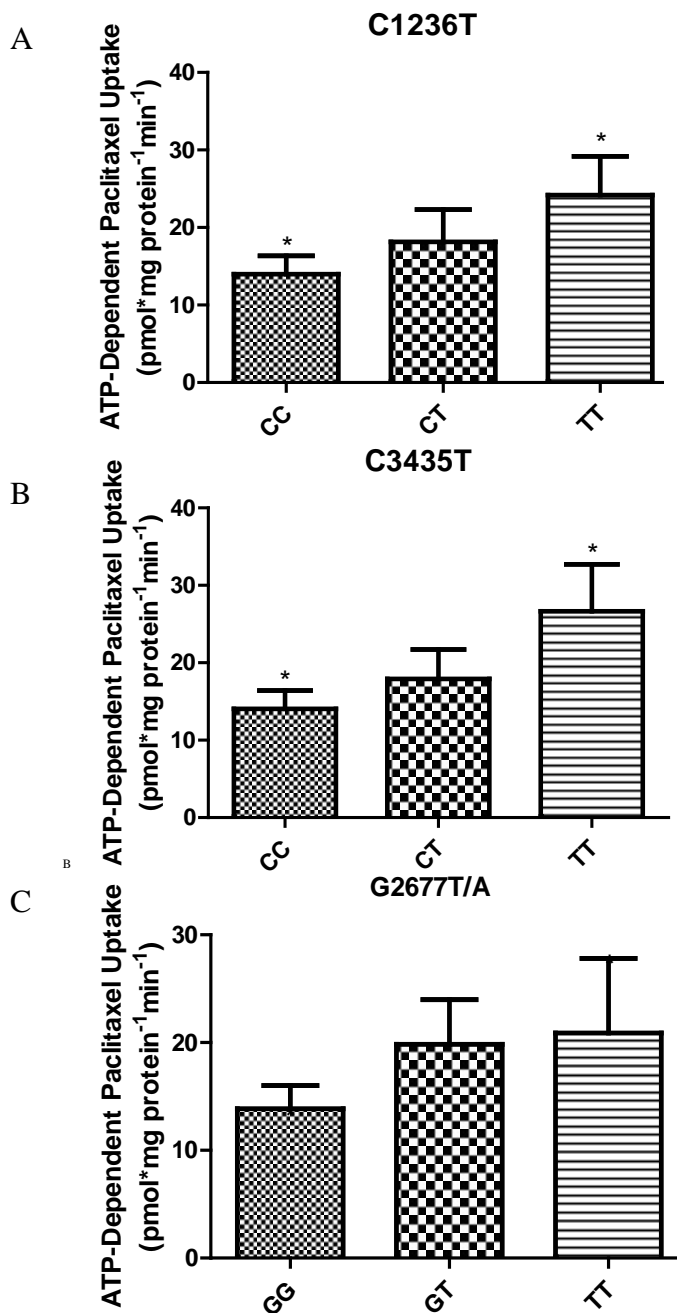 A
C1236T
ATP-Dependent Paclitaxel Uptake
(pmol*mg protein-1min-1)
40
30
20
10
0
*
*
CC
CT
TT
B
C3435T
ATP-Dependent Paclitaxel Uptake
(pmol*mg protein-1min-1)
40
30
20
10
0
*
*
CC
CT
TT
B
C
G2677T/A
ATP-Dependent Paclitaxel Uptake
(pmol*mg protein-1min-1)
30
20
10
0
GG
GT
TT